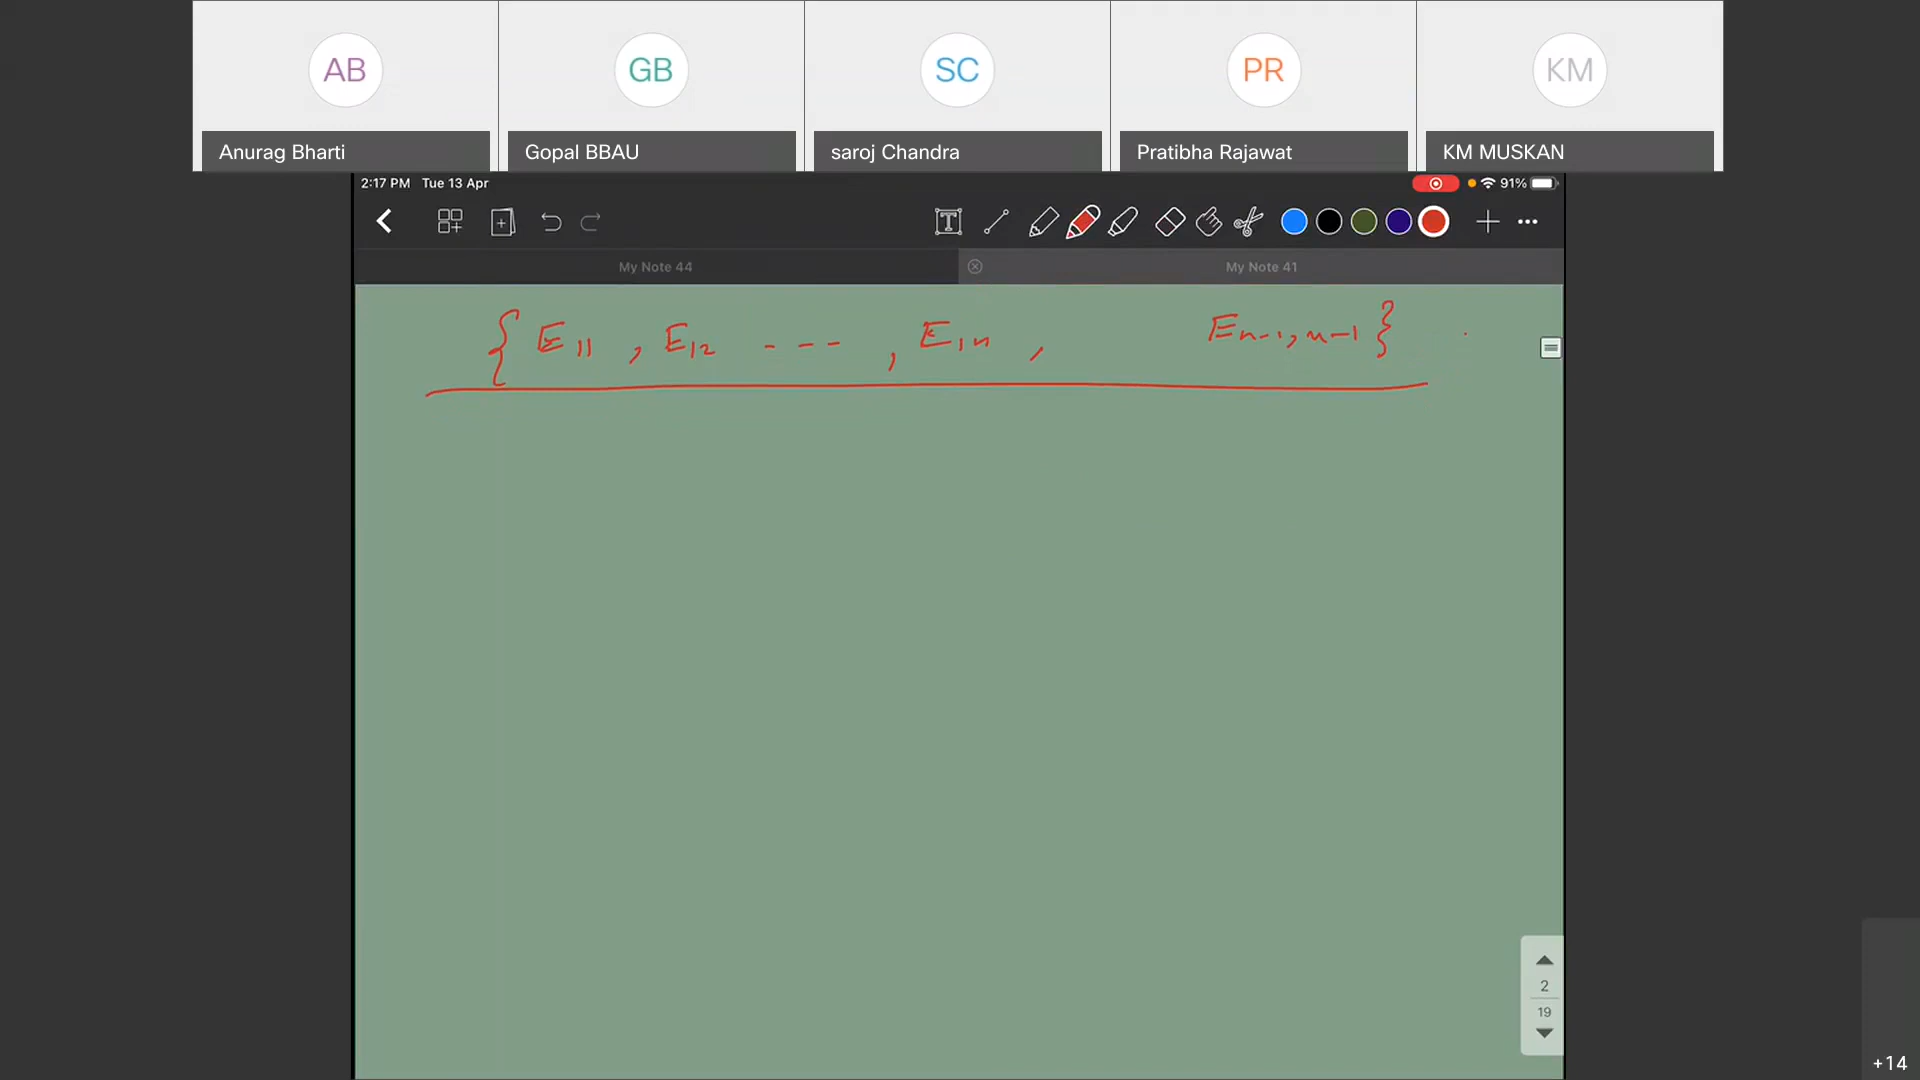 AB GB SC PR KM
Anurag Bharti Gopal BBAU saroj Chandra Pratibha Rajawat KM MUSKAN
2:17 PM Tue 13 Apr 91%
T
My Note 44 My Note 41
{ E11 , E12 - - - , E1n , En-1,n-1 }
2
19
+14